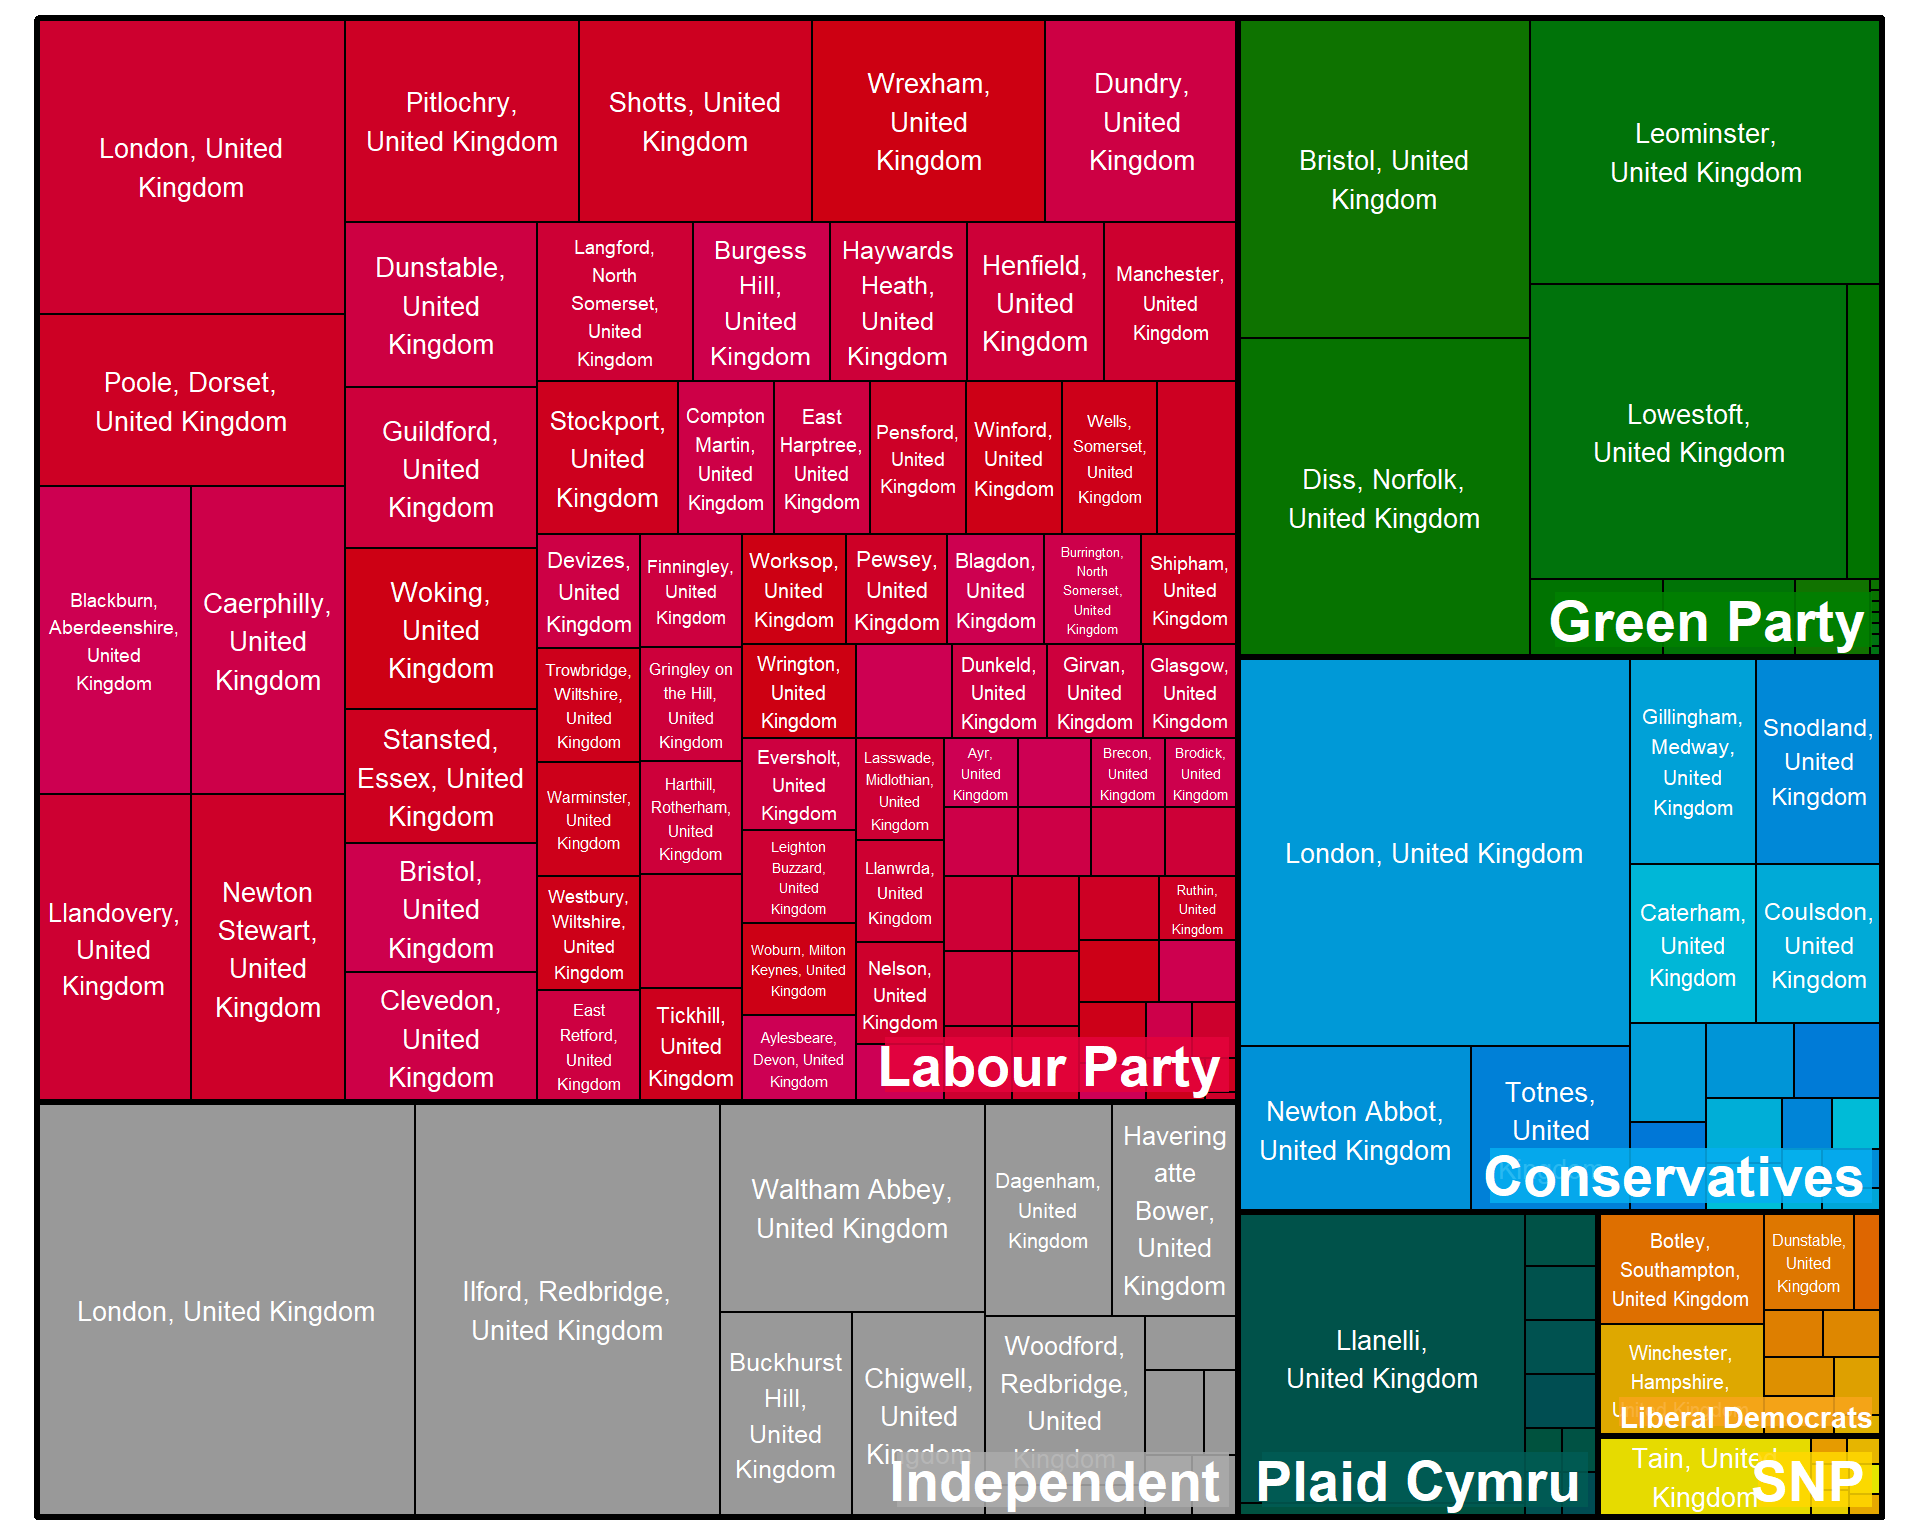 London, United
Kingdom
Poole, Dorset,
United Kingdom
Blackburn,
Aberdeenshire,
United
Kingdom
Caerphilly,
United
Kingdom
Llandovery,
United
Kingdom
Newton
Stewart,
United
Kingdom
Pitlochry,
United Kingdom
Shotts, United
Kingdom
Wrexham,
United
Kingdom
Dundry,
United
Kingdom
Dunstable,
United
Kingdom
Guildford,
United
Kingdom
Woking,
United
Kingdom
Stansted,
Essex, United
Kingdom
Bristol,
United
Kingdom
Clevedon,
United
Kingdom
Langford,
North
Somerset,
United
Kingdom
Burgess
Hill,
United
Kingdom
Haywards
Heath,
United
Kingdom
Henfield,
United
Kingdom
Manchester,
United
Kingdom
Stockport,
United
Kingdom
Compton
Martin,
United
Kingdom
East
Harptree,
United
Kingdom
Pensford,
United
Kingdom
Winford,
United
Kingdom
Wells,
Somerset,
United
Kingdom
Devizes,
United
Kingdom
Finningley,
United
Kingdom
Trowbridge,
Wiltshire,
United
Kingdom
Gringley on
the Hill,
United
Kingdom
Warminster,
United
Kingdom
Harthill,
Rotherham,
United
Kingdom
Westbury,
Wiltshire,
United
Kingdom
East
Retford,
United
Kingdom
Tickhill,
United
Kingdom
Worksop,
United
Kingdom
Pewsey,
United
Kingdom
Blagdon,
United
Kingdom
Burrington,
North
Somerset,
United
Kingdom
Shipham,
United
Kingdom
Wrington,
United
Kingdom
Dunkeld,
United
Kingdom
Girvan,
United
Kingdom
Glasgow,
United
Kingdom
Eversholt,
United
Kingdom
Leighton
Buzzard,
United
Kingdom
Woburn, Milton
Keynes, United
Kingdom
Aylesbeare,
Devon, United
Kingdom
Lasswade,
Midlothian,
United
Kingdom
Llanwrda,
United
Kingdom
Nelson,
United
Kingdom
Ayr,
United
Kingdom
Brecon,
United
Kingdom
Brodick,
United
Kingdom
Ruthin,
United
Kingdom
Labour Party
London, United Kingdom
Ilford, Redbridge,
United Kingdom
Waltham Abbey,
United Kingdom
Buckhurst
Hill,
United
Kingdom
Chigwell,
United
Kingdom
Dagenham,
United
Kingdom
Havering
atte
Bower,
United
Kingdom
Woodford,
Redbridge,
United
Kingdom
Independent
Bristol, United
Kingdom
Diss, Norfolk,
United Kingdom
Leominster,
United Kingdom
Lowestoft,
United Kingdom
Green Party
London, United Kingdom
Newton Abbot,
United Kingdom
Totnes,
United
Kingdom
Gillingham,
Medway,
United
Kingdom
Snodland,
United
Kingdom
Caterham,
United
Kingdom
Coulsdon,
United
Kingdom
Conservatives
Llanelli,
United Kingdom
Plaid Cymru
Botley,
Southampton,
United Kingdom
Dunstable,
United
Kingdom
Winchester,
Hampshire,
United Kingdom
Liberal Democrats
Tain, United
Kingdom
SNP